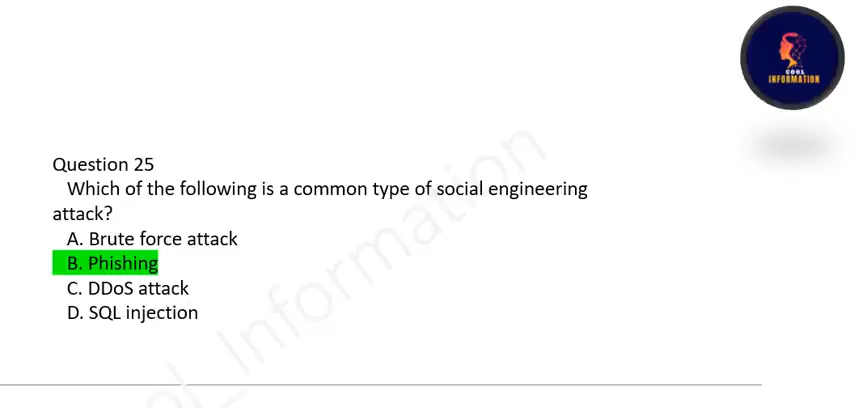 COOL
INFORMATION
Question 25
Which of the following is a common type of social engineering
attack?
A. Brute force attack
B. Phishing
C. DDoS attack
D. SQL injection
ol_Information